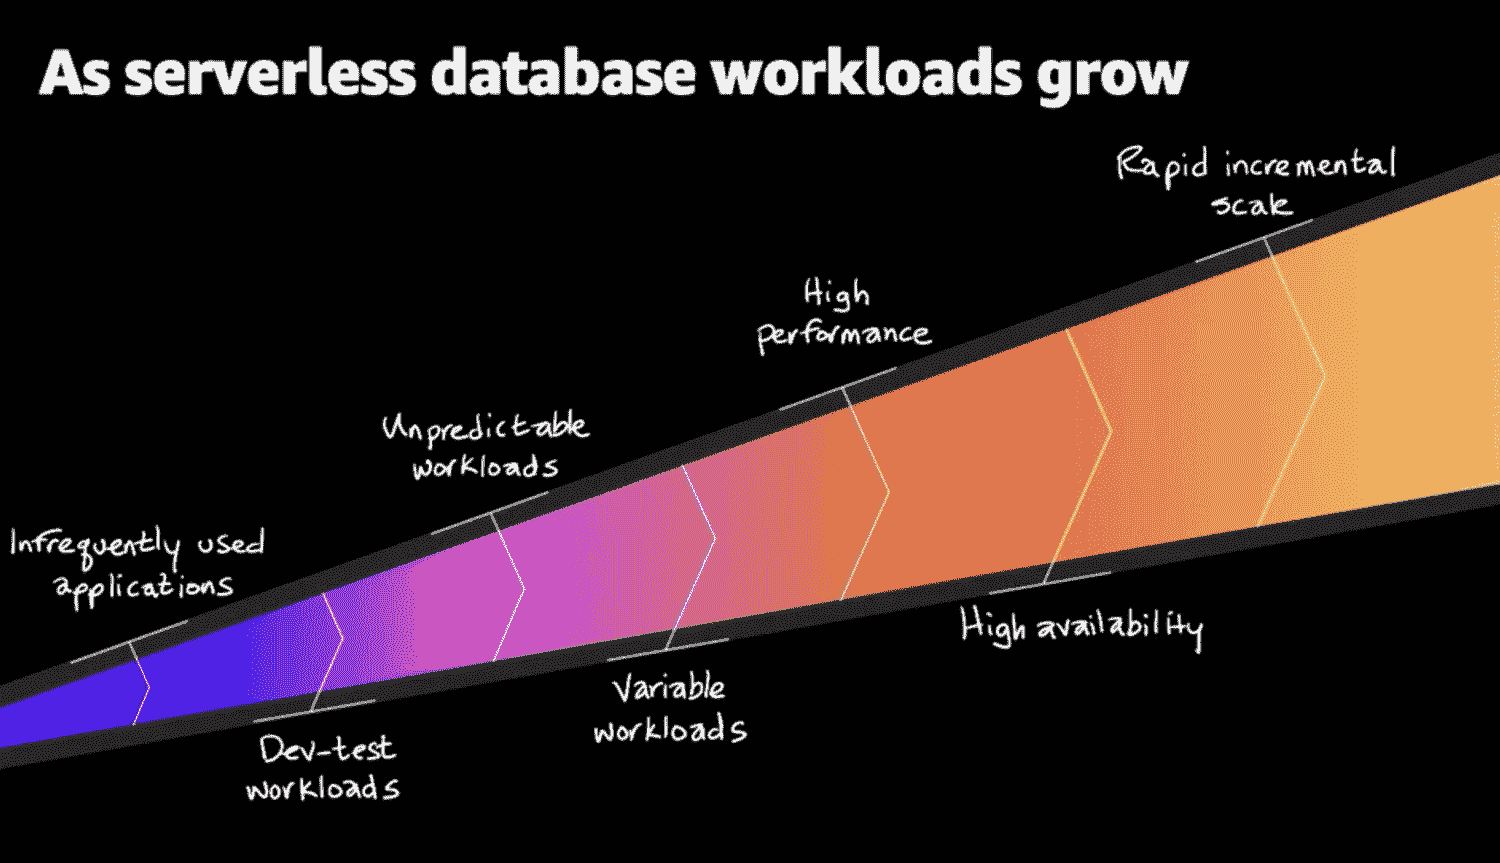 As serverless database workloads grow
Infrequently used
applications
Dev-test
workloads
Unpredictable
workloads
Variable
workloads
High
performance
High availability
Rapid incremental
scale